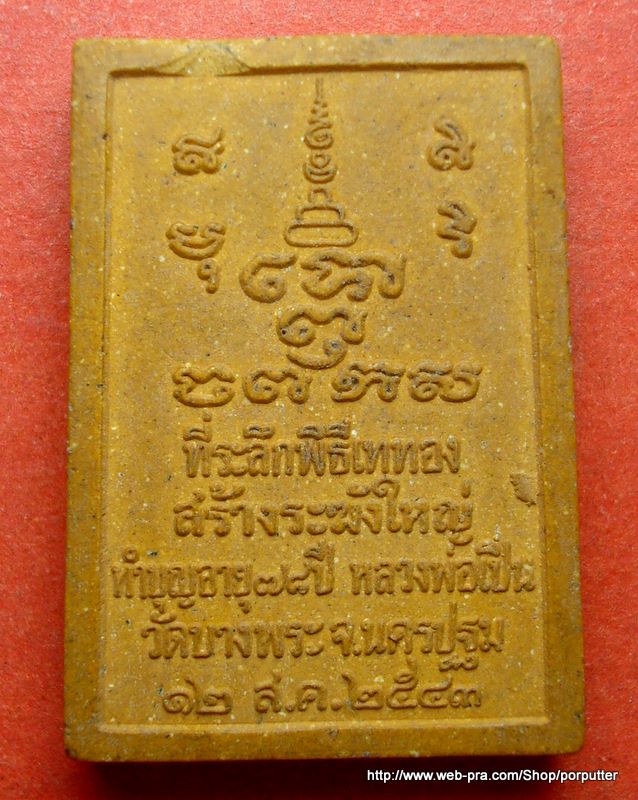 ที่ระลึกพิธีเททอง
สร้างระฆังใหญ่
ทำบุญอายุ๗๘ปี หลวงพ่อเปิ่น
วัดบางพระ จ.นครปฐม
๑๒ ส.ค.๒๕๔๓
http://www.web-pra.com/Shop/porputter